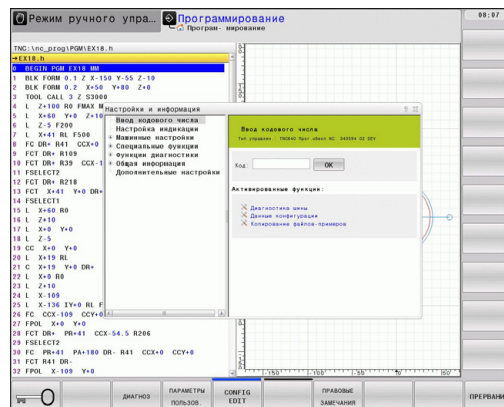 Режим ручного упра...
Программирование
Програм- мирование
08:07
TNC:\nc_prog\PGM\EX18.h
→EX18.h
0 BEGIN PGM EX18 MM
1 BLK FORM 0.1 Z X-150 Y-55 Z-10
2 BLK FORM 0.2 X+50 Y+80 Z+0
3 TOOL CALL 3 Z S3000
4 L Z+100 R0 FMAX M
5 L X+60 Y+0 Z+10
6 L Z-5 F200
7 L X+41 RL F500
8 FC DR+ R41 CCX+0
9 FCT DR+ R109
10 FCT DR+ R39 CCX-1
11 FSELECT2
12 FCT DR+ R218
13 FCT X+41 Y+0 DR+
14 FSELECT1
15 L X+60 R0
16 L Z+10
17 L X+0 Y+0
18 L Z-5
19 CC X+0 Y+0
20 L X+19 RL
21 C X+19 Y+0 DR+
22 L X+0 R0
23 L Z+10
24 L X-109
25 L X-136 IY+0 RL F
26 FC CCX-109 CCY+0
27 FPOL X+0 Y+0
28 FCT DR+ PR+41 CCX-54.5 R206
29 FSELECT2
30 FC PR+41 PA+180 DR- R41 CCX+0 CCY+0
31 FCT R41 DR-
32 FPOL X-109 Y+0
Настройки и информация
Ввод кодового числа
Настройка индикации
Машинные настройки
Специальные функции
Функции диагностики
Общая информация
Дополнительные настройки
Ввод кодового числа
Код:
OK
Активированные функции:
Диагностика шины
Данные конфигурации
Копирование файлов-примеров
-150
-100
-50
0
50
ДИАГНОЗ
ПАРАМЕТРЫ
ПОЛЬЗОВ.
CONFIG
EDIT
ПРАВОВЫЕ
ЗАМЕЧАНИЯ
ПРЕРВАН